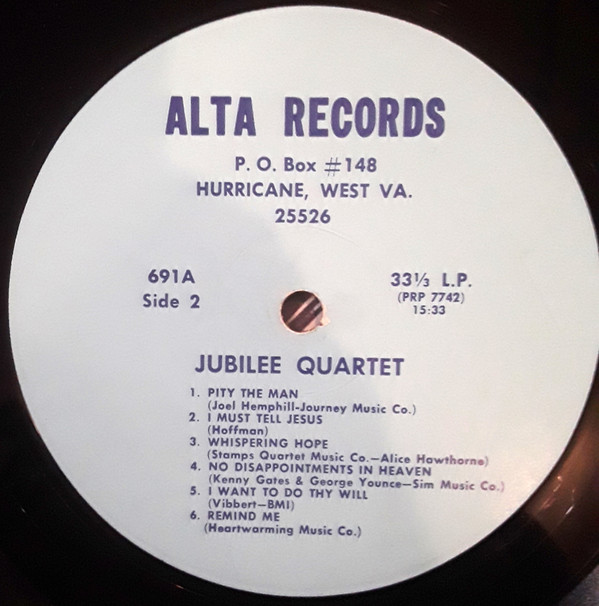 ALTA RECORDS
P. O. Box #148
HURRICANE, WEST VA.
25526
691A
Side 2
33⅓ L.P.
(PRP 7742)
15:33
JUBILEE QUARTET
1. PITY THE MAN
(Joel Hemphill-Journey Music Co.)
2. I MUST TELL JESUS
(Hoffman)
3. WHISPERING HOPE
(Stamps Quartet Music Co.—Alice Hawthorne)
4. NO DISAPPOINTMENTS IN HEAVEN
(Kenny Gates & George Younce—Sim Music Co.)
5. I WANT TO DO THY WILL
(Vibbert—BMI)
6. REMIND ME
(Heartwarming Music Co.)